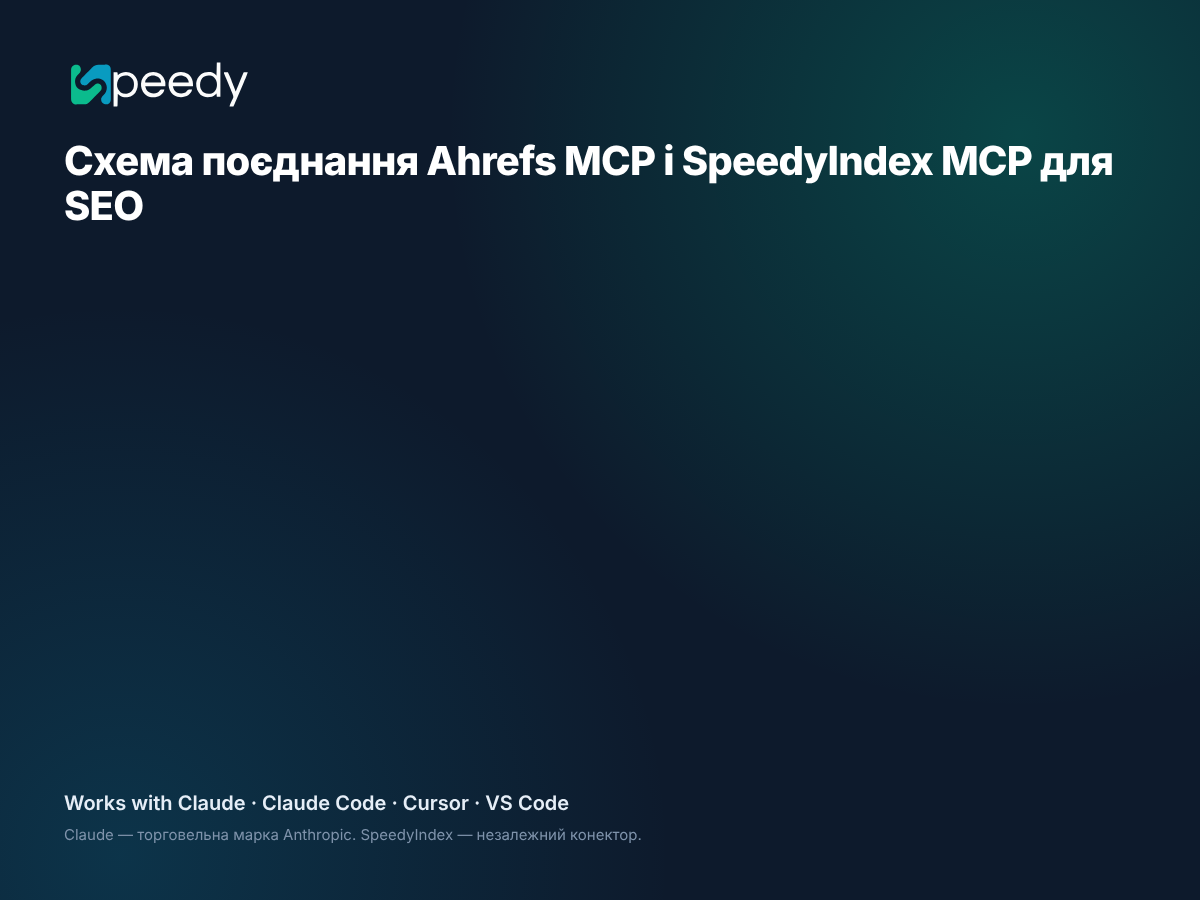 Speedy
Схема поєднання Ahrefs MCP і SpeedyIndex MCP для
SEO
Works with Claude · Claude Code · Cursor · VS Code
Claude — торговельна марка Anthropic. SpeedyIndex — незалежний конектор.